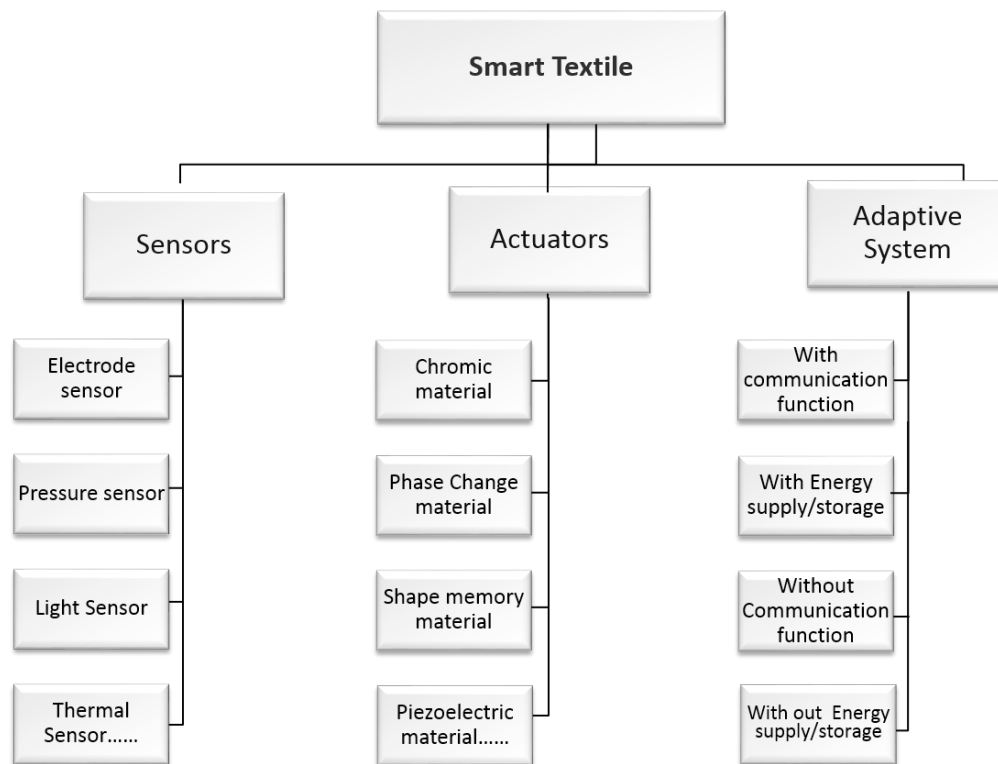 Smart Textile
Sensors
Electrode
sensor
Pressure sensor
Light Sensor
Thermal
Sensor......
Actuators
Chromic
material
Phase Change
material
Shape memory
material
Piezoelectric
material......
Adaptive
System
With
communication
function
With Energy
supply/storage
Without
Communication
function
With out  Energy
supply/storage